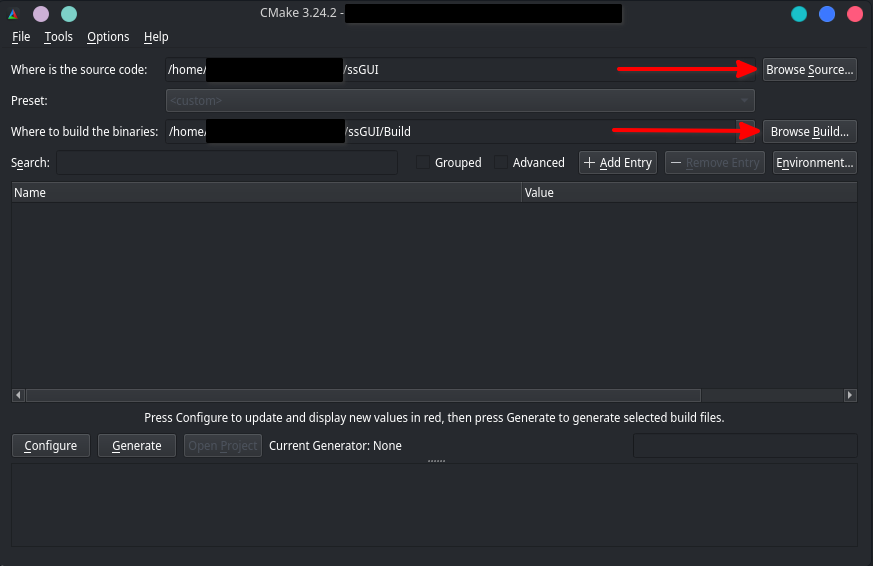 CMake 3.24.2 -
File Tools Options Help
Where is the source code: /home/ /ssGUI Browse Source...
Preset: <custom>
Where to build the binaries: /home/ /ssGUI/Build Browse Build...
Search: Grouped Advanced Add Entry Remove Entry Environment...
Name Value
Press Configure to update and display new values in red, then press Generate to generate selected build files.
Configure Generate Open Project Current Generator: None